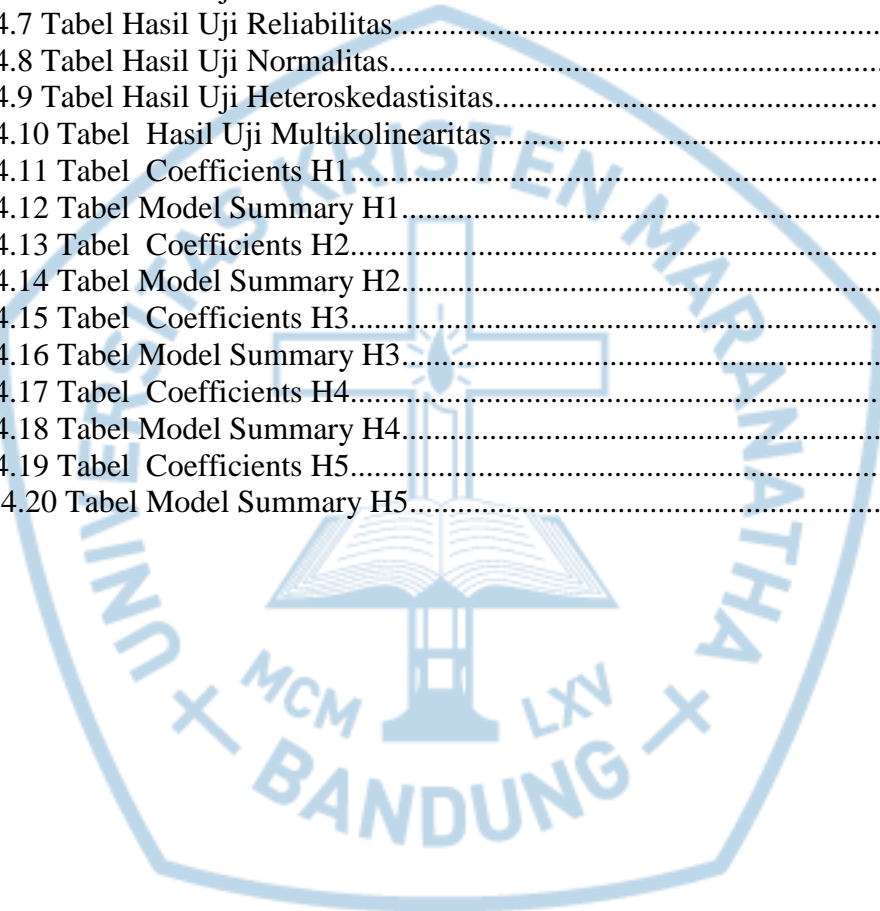 4.7 Tabel Hasil Uji Reliabilitas
4.8 Tabel Hasil Uji Normalitas
4.9 Tabel Hasil Uji Heteroskedastisitas
4.10 Tabel  Hasil Uji Multikolinearitas
4.11 Tabel  Coefficients H1
4.12 Tabel Model Summary H1
4.13 Tabel  Coefficients H2
4.14 Tabel Model Summary H2
4.15 Tabel  Coefficients H3
4.16 Tabel Model Summary H3
4.17 Tabel  Coefficients H4
4.18 Tabel Model Summary H4
4.19 Tabel  Coefficients H5
4.20 Tabel Model Summary H5
UNIVERSITAS KRISTEN MARANATHA
MCM LXV
BANDUNG